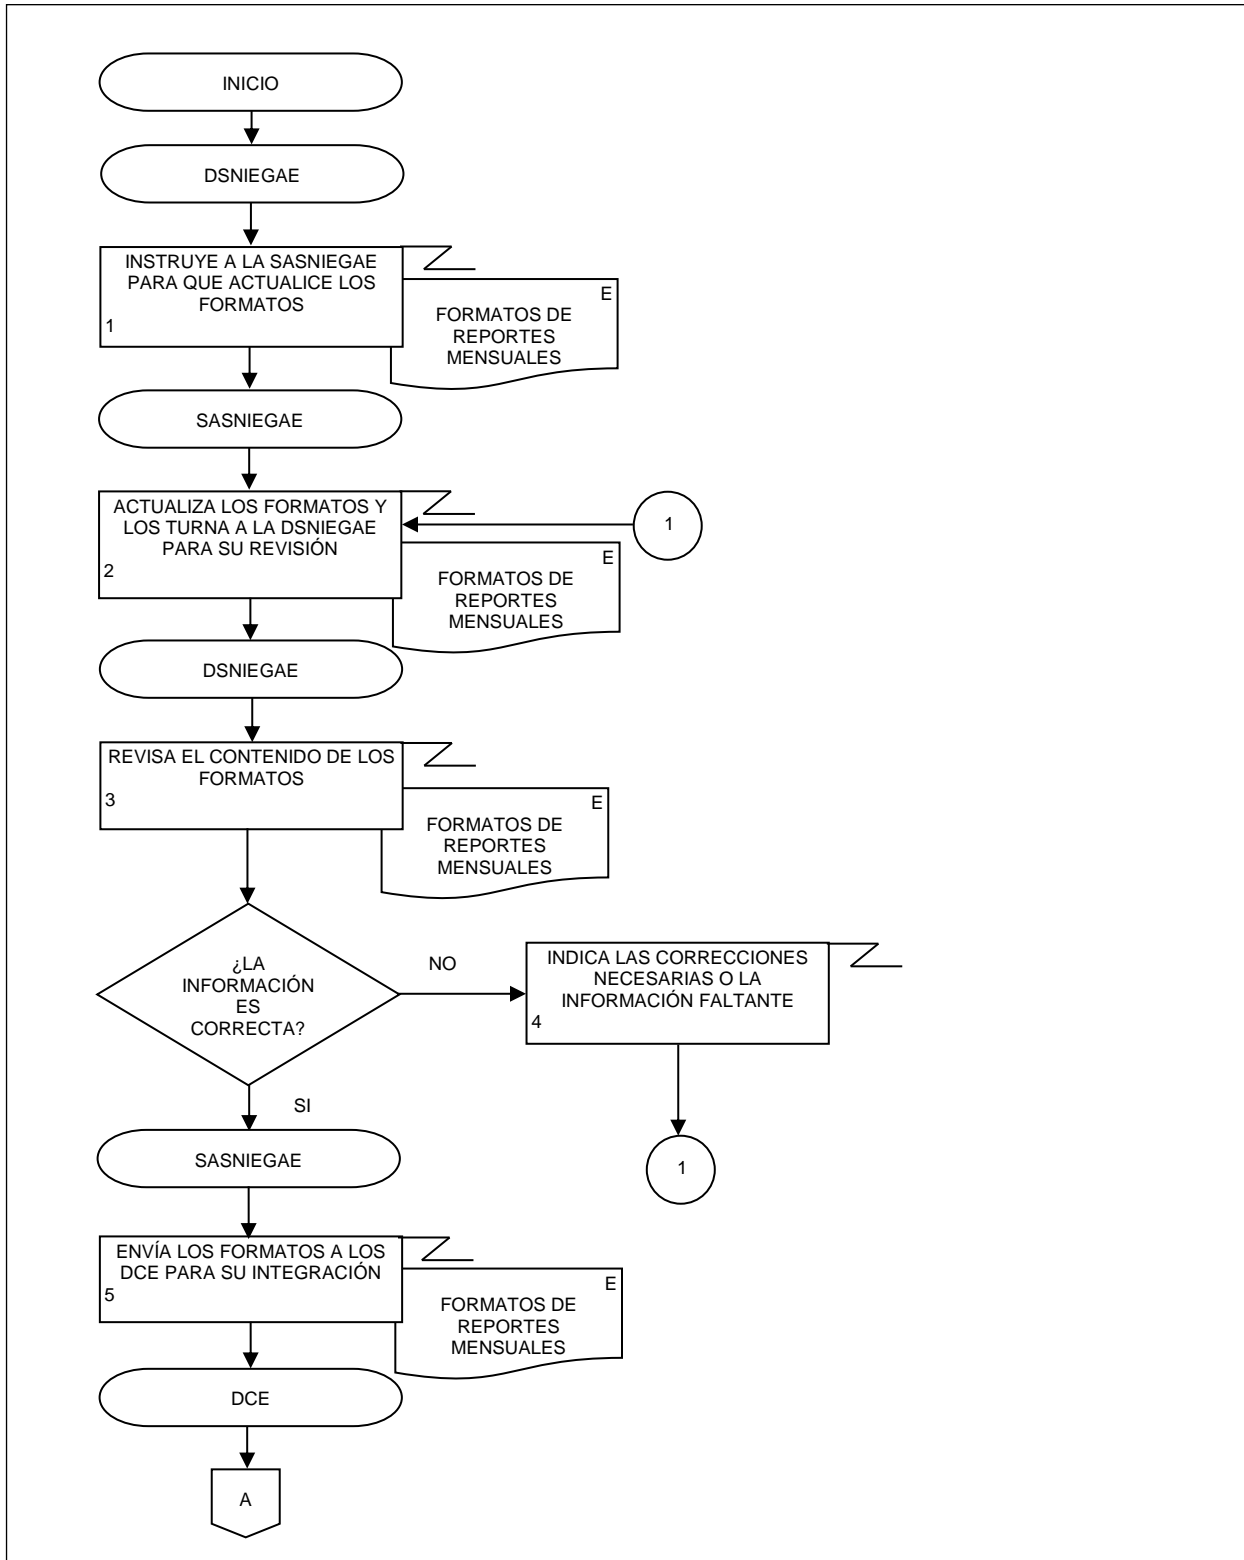 INICIO
DSNIEGAE
INSTRUYE A LA SASNIEGAE
PARA QUE ACTUALICE LOS
FORMATOS
1
E
FORMATOS DE
REPORTES
MENSUALES
SASNIEGAE
ACTUALIZA LOS FORMATOS Y
LOS TURNA A LA DSNIEGAE
PARA SU REVISIÓN
2
1
E
FORMATOS DE
REPORTES
MENSUALES
DSNIEGAE
REVISA EL CONTENIDO DE LOS
FORMATOS
3
E
FORMATOS DE
REPORTES
MENSUALES
¿LA
INFORMACIÓN
ES
CORRECTA?
NO
INDICA LAS CORRECCIONES
NECESARIAS O LA
INFORMACIÓN FALTANTE
4
SI
1
SASNIEGAE
ENVÍA LOS FORMATOS A LOS
DCE PARA SU INTEGRACIÓN
5
E
FORMATOS DE
REPORTES
MENSUALES
DCE
A